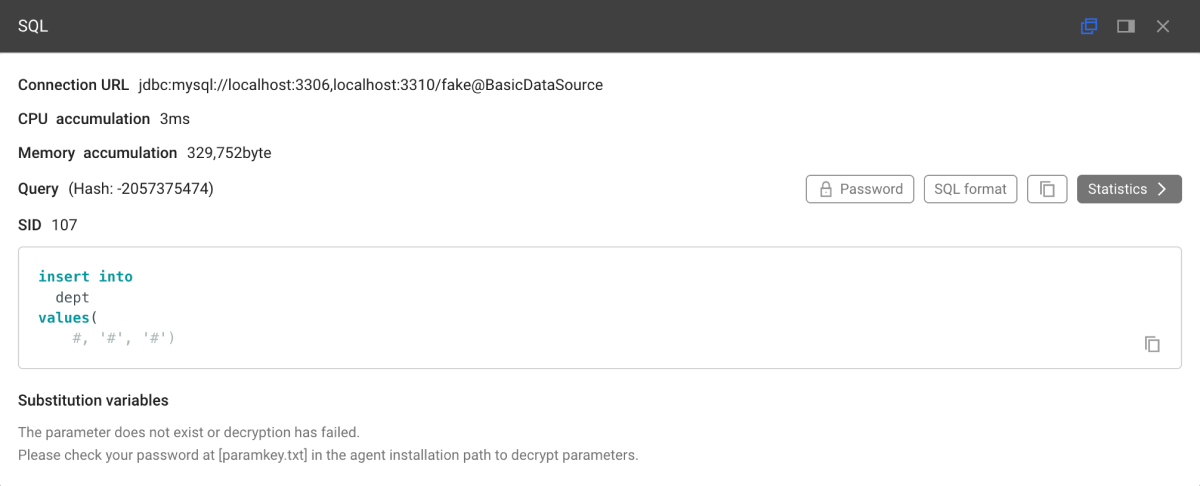 SQL
Connection URL jdbc:mysql://localhost:3306,localhost:3310/fake@BasicDataSource
CPU accumulation 3ms
Memory accumulation 329,752byte
Query (Hash: -2057375474) Password SQL format Statistics
SID 107
insert into
dept
values(
#, '#', '#')
Substitution variables
The parameter does not exist or decryption has failed.
Please check your password at [paramkey.txt] in the agent installation path to decrypt parameters.